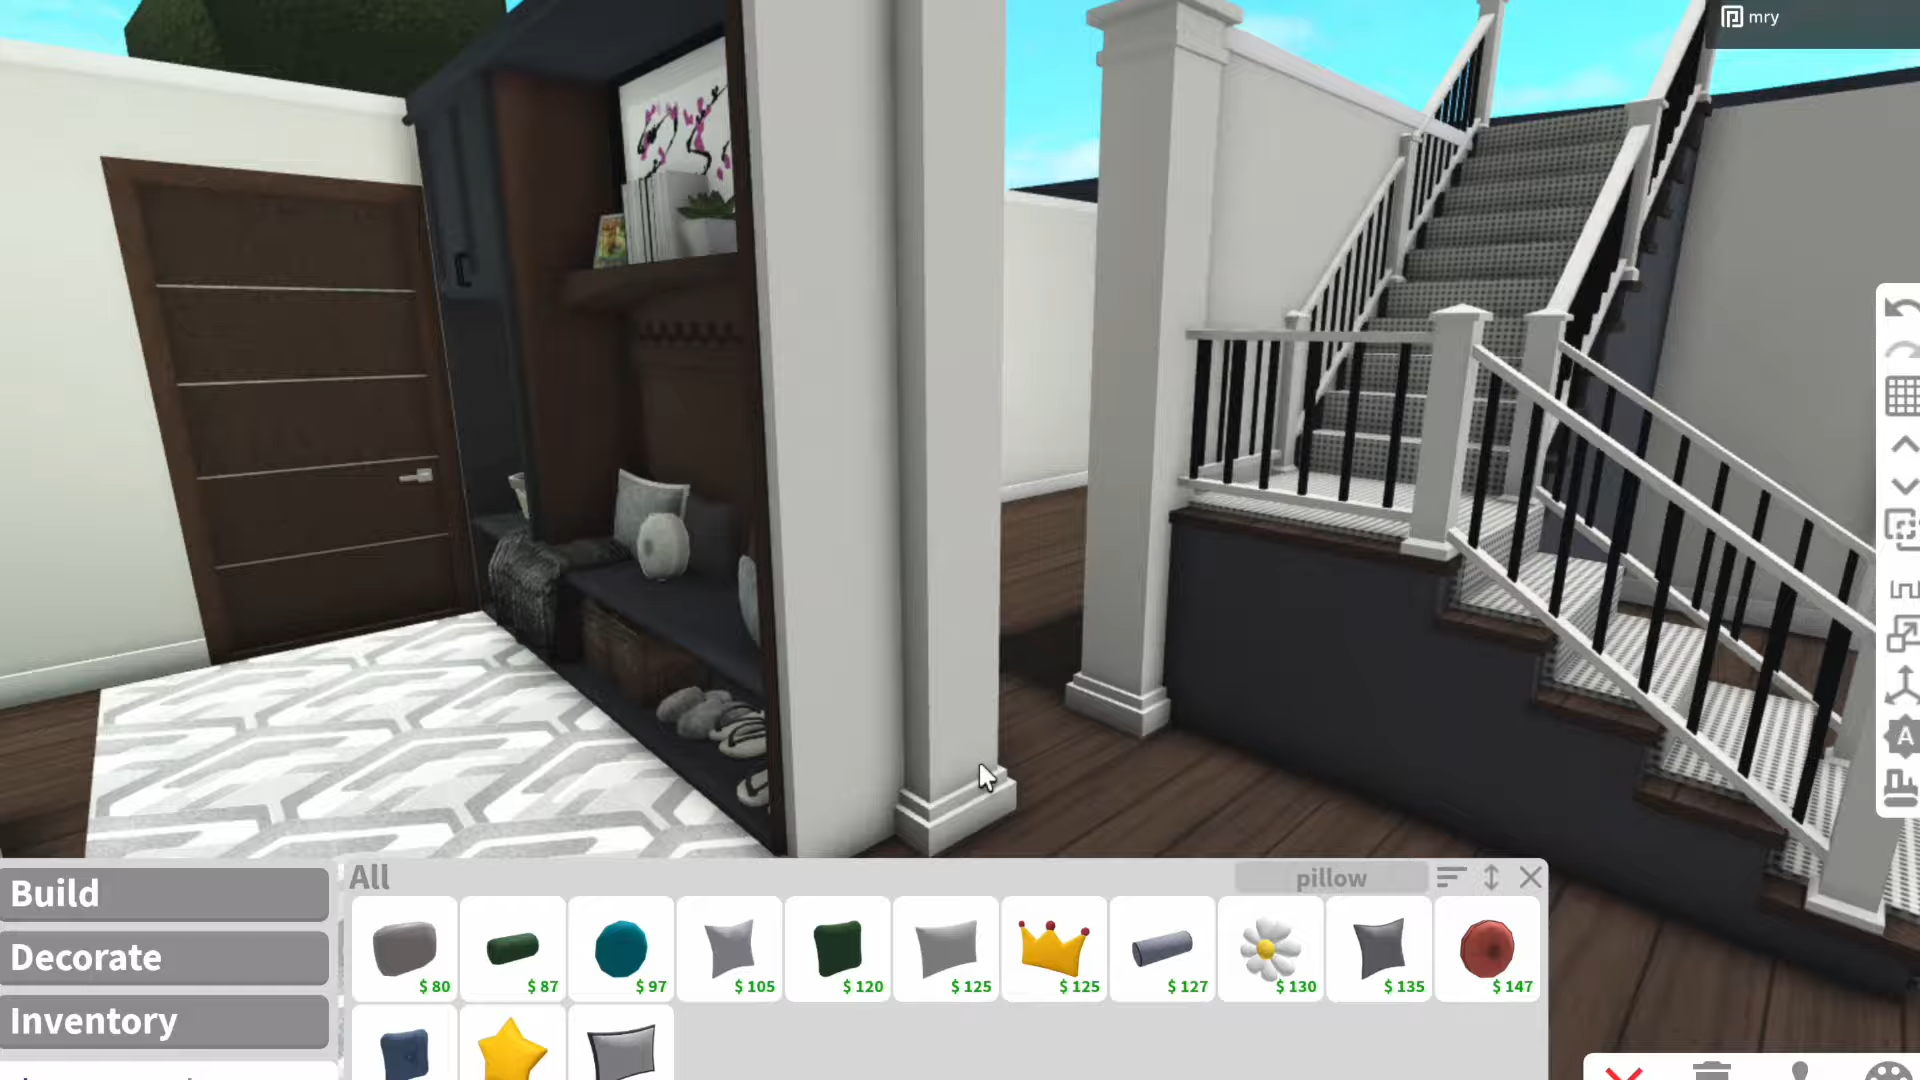 mry
A
All
pillow
Build
$ 80
$ 87
$ 97
$ 105
$ 120
$ 125
$ 125
$ 127
$ 130
$ 135
$ 147
Decorate
Inventory